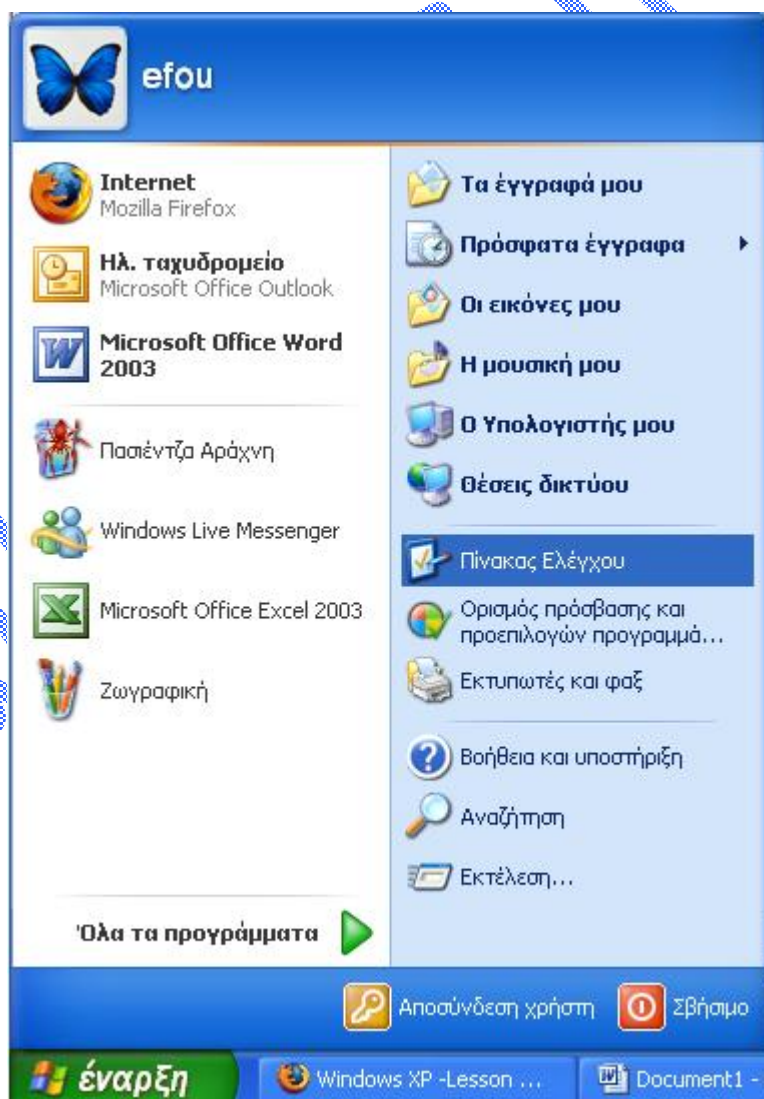 efou
Internet
Mozilla Firefox
Ηλ. ταχυδρομείο
Microsoft Office Outlook
Microsoft Office Word
2003
Πασιέντζα Αράχνη
Windows Live Messenger
Microsoft Office Excel 2003
Ζωγραφική
Όλα τα προγράμματα
Τα έγγραφά μου
Πρόσφατα έγγραφα
Οι εικόνες μου
Η μουσική μου
Ο Υπολογιστής μου
Θέσεις δικτύου
Πίνακας Ελέγχου
Ορισμός πρόσβασης και
προεπιλογών προγραμμά...
Εκτυπωτές και φαξ
Βοήθεια και υποστήριξη
Αναζήτηση
Εκτέλεση...
Αποσύνδεση χρήστη
Σβήσιμο
έναρξη
Windows XP -Lesson ...
Document1 -